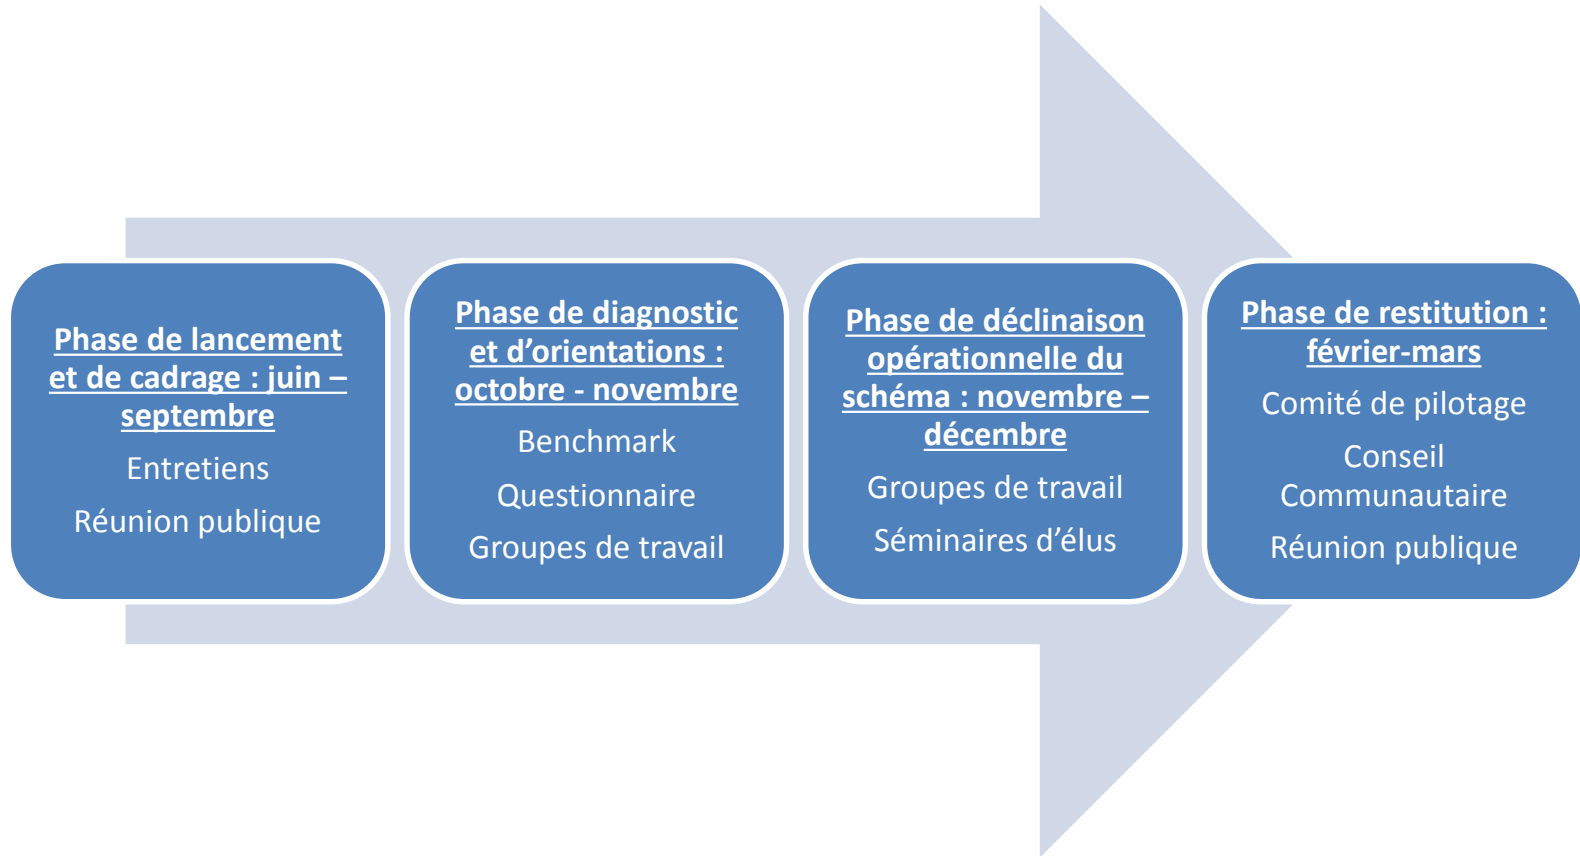 Phase de lancement
et de cadrage : juin –
septembre
Entretiens
Réunion publique
Phase de diagnostic
et d’orientations :
octobre - novembre
Benchmark
Questionnaire
Groupes de travail
Phase de déclinaison
opérationnelle du
schéma : novembre –
décembre
Groupes de travail
Séminaires d’élus
Phase de restitution :
février-mars
Comité de pilotage
Conseil
Communautaire
Réunion publique